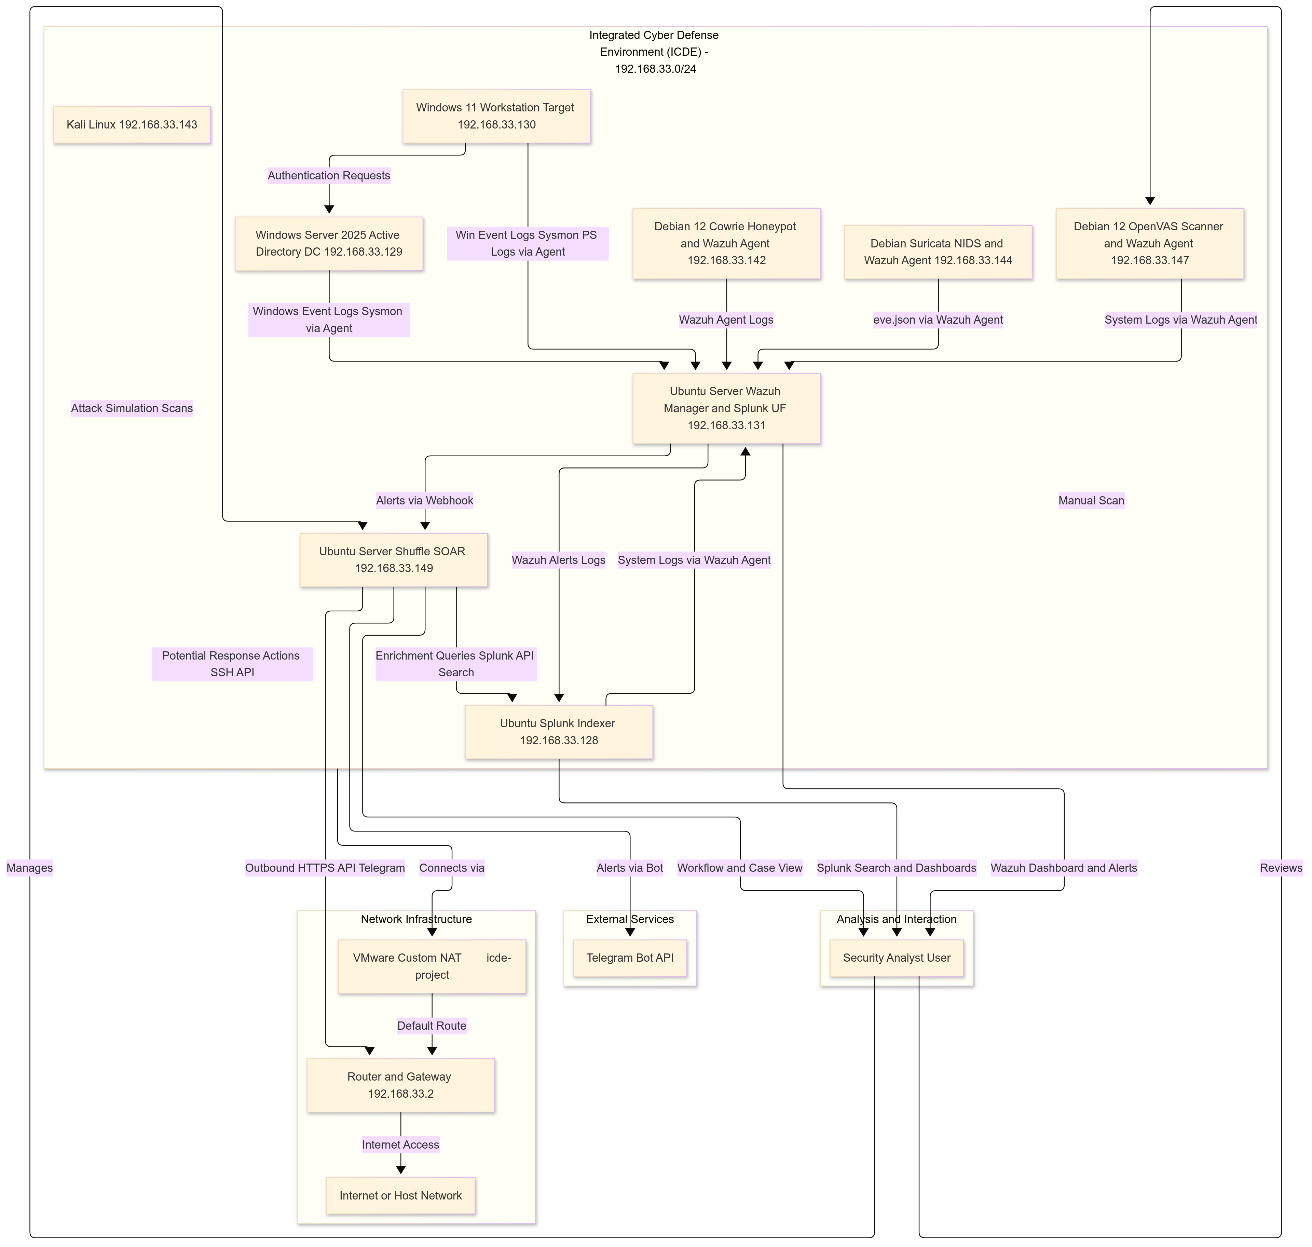 Integrated Cyber Defense
Environment (ICDE) -
192.168.33.0/24
Kali Linux 192.168.33.143
Windows 11 Workstation Target
192.168.33.130
Authentication Requests
Windows Server 2025 Active
Directory DC 192.168.33.129
Win Event Logs Sysmon PS
Logs via Agent
Debian 12 Cowrie Honeypot
and Wazuh Agent
192.168.33.142
Debian Suricata NIDS and
Wazuh Agent 192.168.33.144
Debian 12 OpenVAS Scanner
and Wazuh Agent
192.168.33.147
Windows Event Logs Sysmon
via Agent
Wazuh Agent Logs
eve.json via Wazuh Agent
System Logs via Wazuh Agent
Ubuntu Server Wazuh
Manager and Splunk UF
192.168.33.131
Attack Simulation Scans
Alerts via Webhook
Manual Scan
Ubuntu Server Shuffle SOAR
192.168.33.149
Wazuh Alerts Logs
System Logs via Wazuh Agent
Potential Response Actions
SSH API
Enrichment Queries Splunk API
Search
Ubuntu Splunk Indexer
192.168.33.128
Manages
Outbound HTTPS API Telegram
Connects via
Alerts via Bot
Workflow and Case View
Splunk Search and Dashboards
Wazuh Dashboard and Alerts
Reviews
Network Infrastructure
External Services
Analysis and Interaction
VMware Custom NAT icde-
project
Telegram Bot API
Security Analyst User
Default Route
Router and Gateway
192.168.33.2
Internet Access
Internet or Host Network